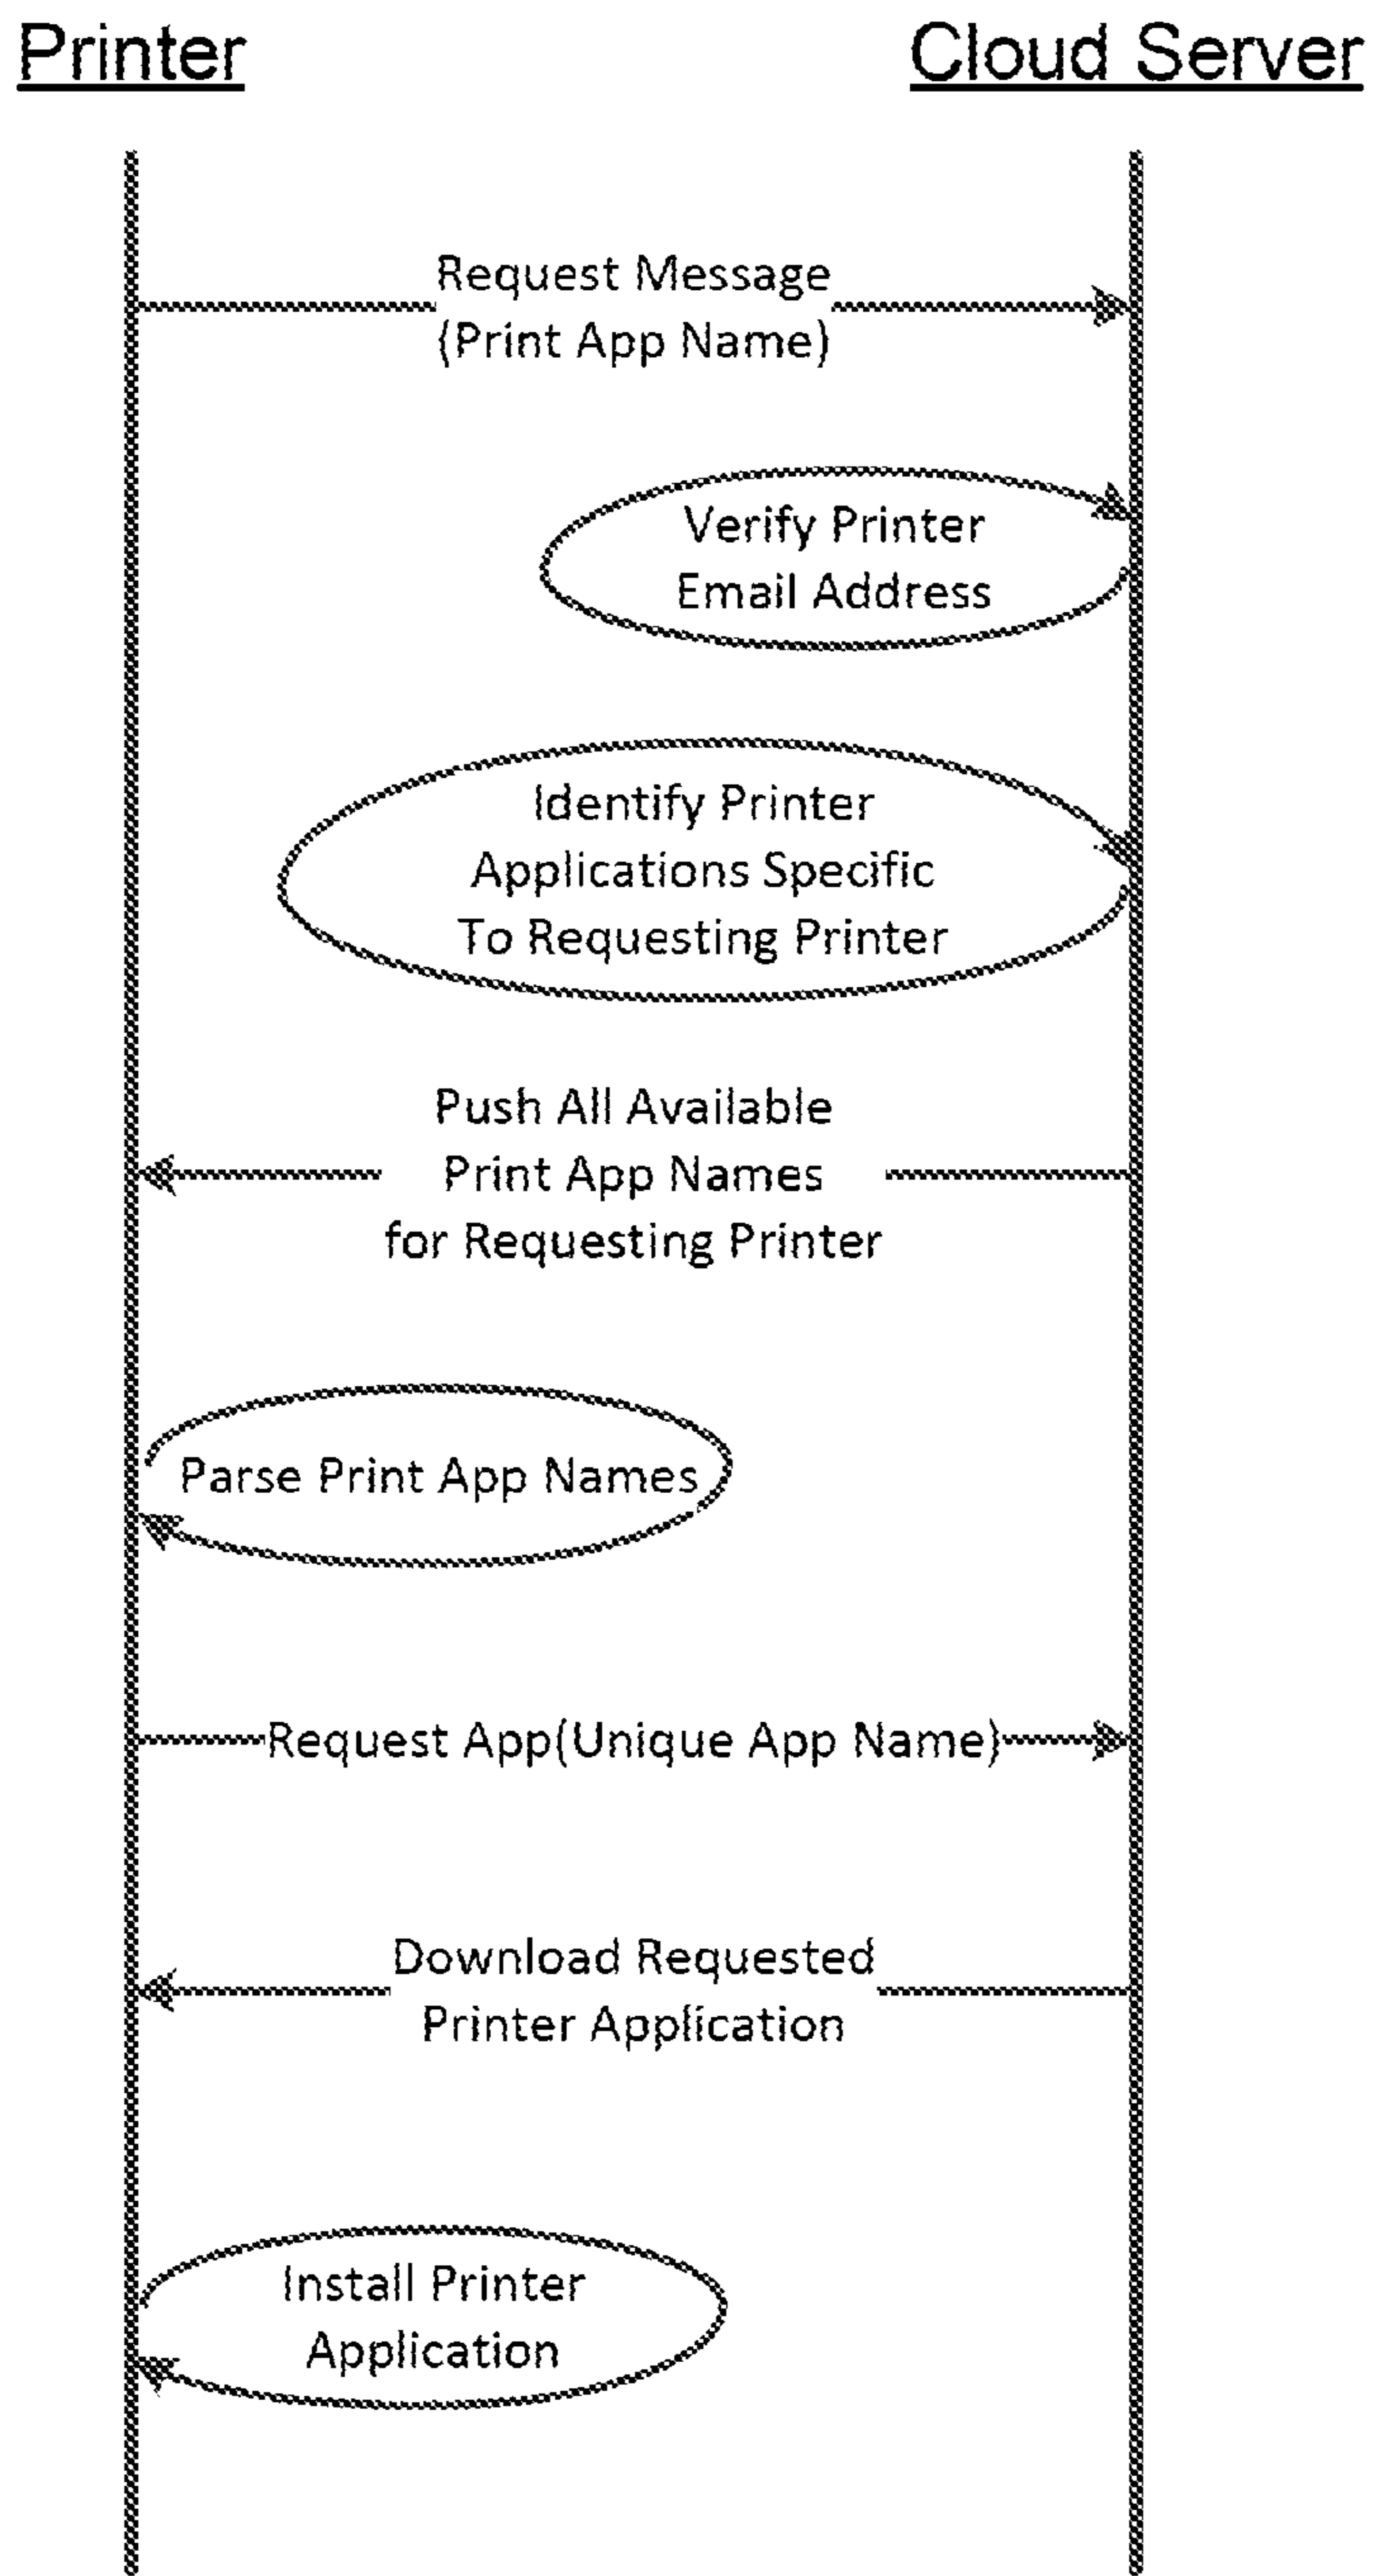 Printer
Cloud Server
Request Message
(Print App Name)
Verify Printer
Email Address
Identify Printer
Applications Specific
To Requesting Printer
Push All Available
Print App Names
for Requesting Printer
Parse Print App Names
Request App(Unique App Name)
Download Requested
Printer Application
Install Printer
Application